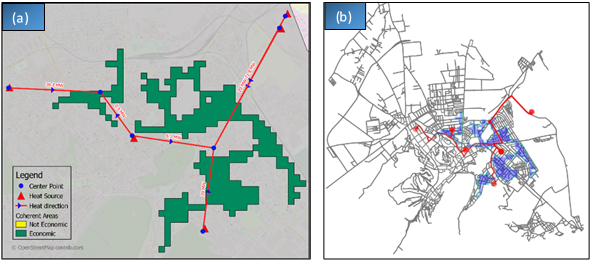 (a)
(b)
Legend
Center Point
Heat Source
Heat direction
Coherent Areas
Not Economic
Economic
© OpenStreetMap contributors